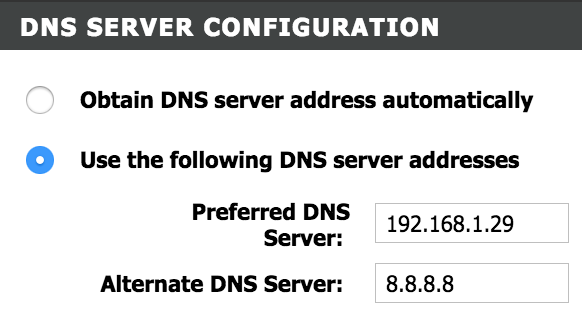 DNS SERVER CONFIGURATION
Obtain DNS server address automatically
Use the following DNS server addresses
Preferred DNS
Server:
192.168.1.29
Alternate DNS Server:
8.8.8.8